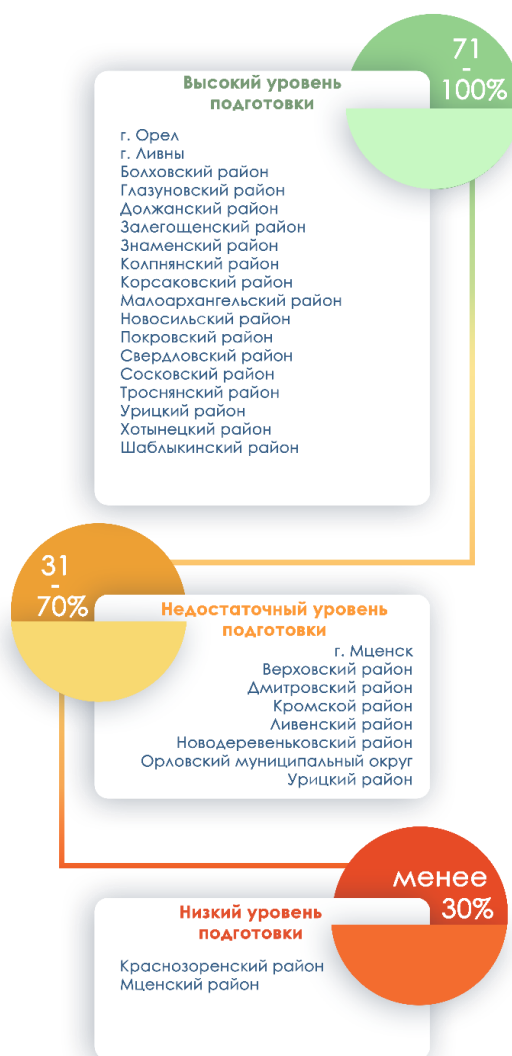 71
-
100%
Высокий уровень
подготовки
г. Орел
г. Ливны
Болховский район
Глазуновский район
Должанский район
Залегощенский район
Знаменский район
Колпнянский район
Корсаковский район
Малоархангельский район
Новосильский район
Покровский район
Свердловский район
Сосковский район
Троснянский район
Урицкий район
Хотынецкий район
Шаблыкинский район
31
-
70%
Недостаточный уровень
подготовки
г. Мценск
Верховский район
Дмитровский район
Кромской район
Ливенский район
Новодеревеньковский район
Орловский муниципальный округ
Урицкий район
менее
30%
Низкий уровень
подготовки
Краснозоренский район
Мценский район